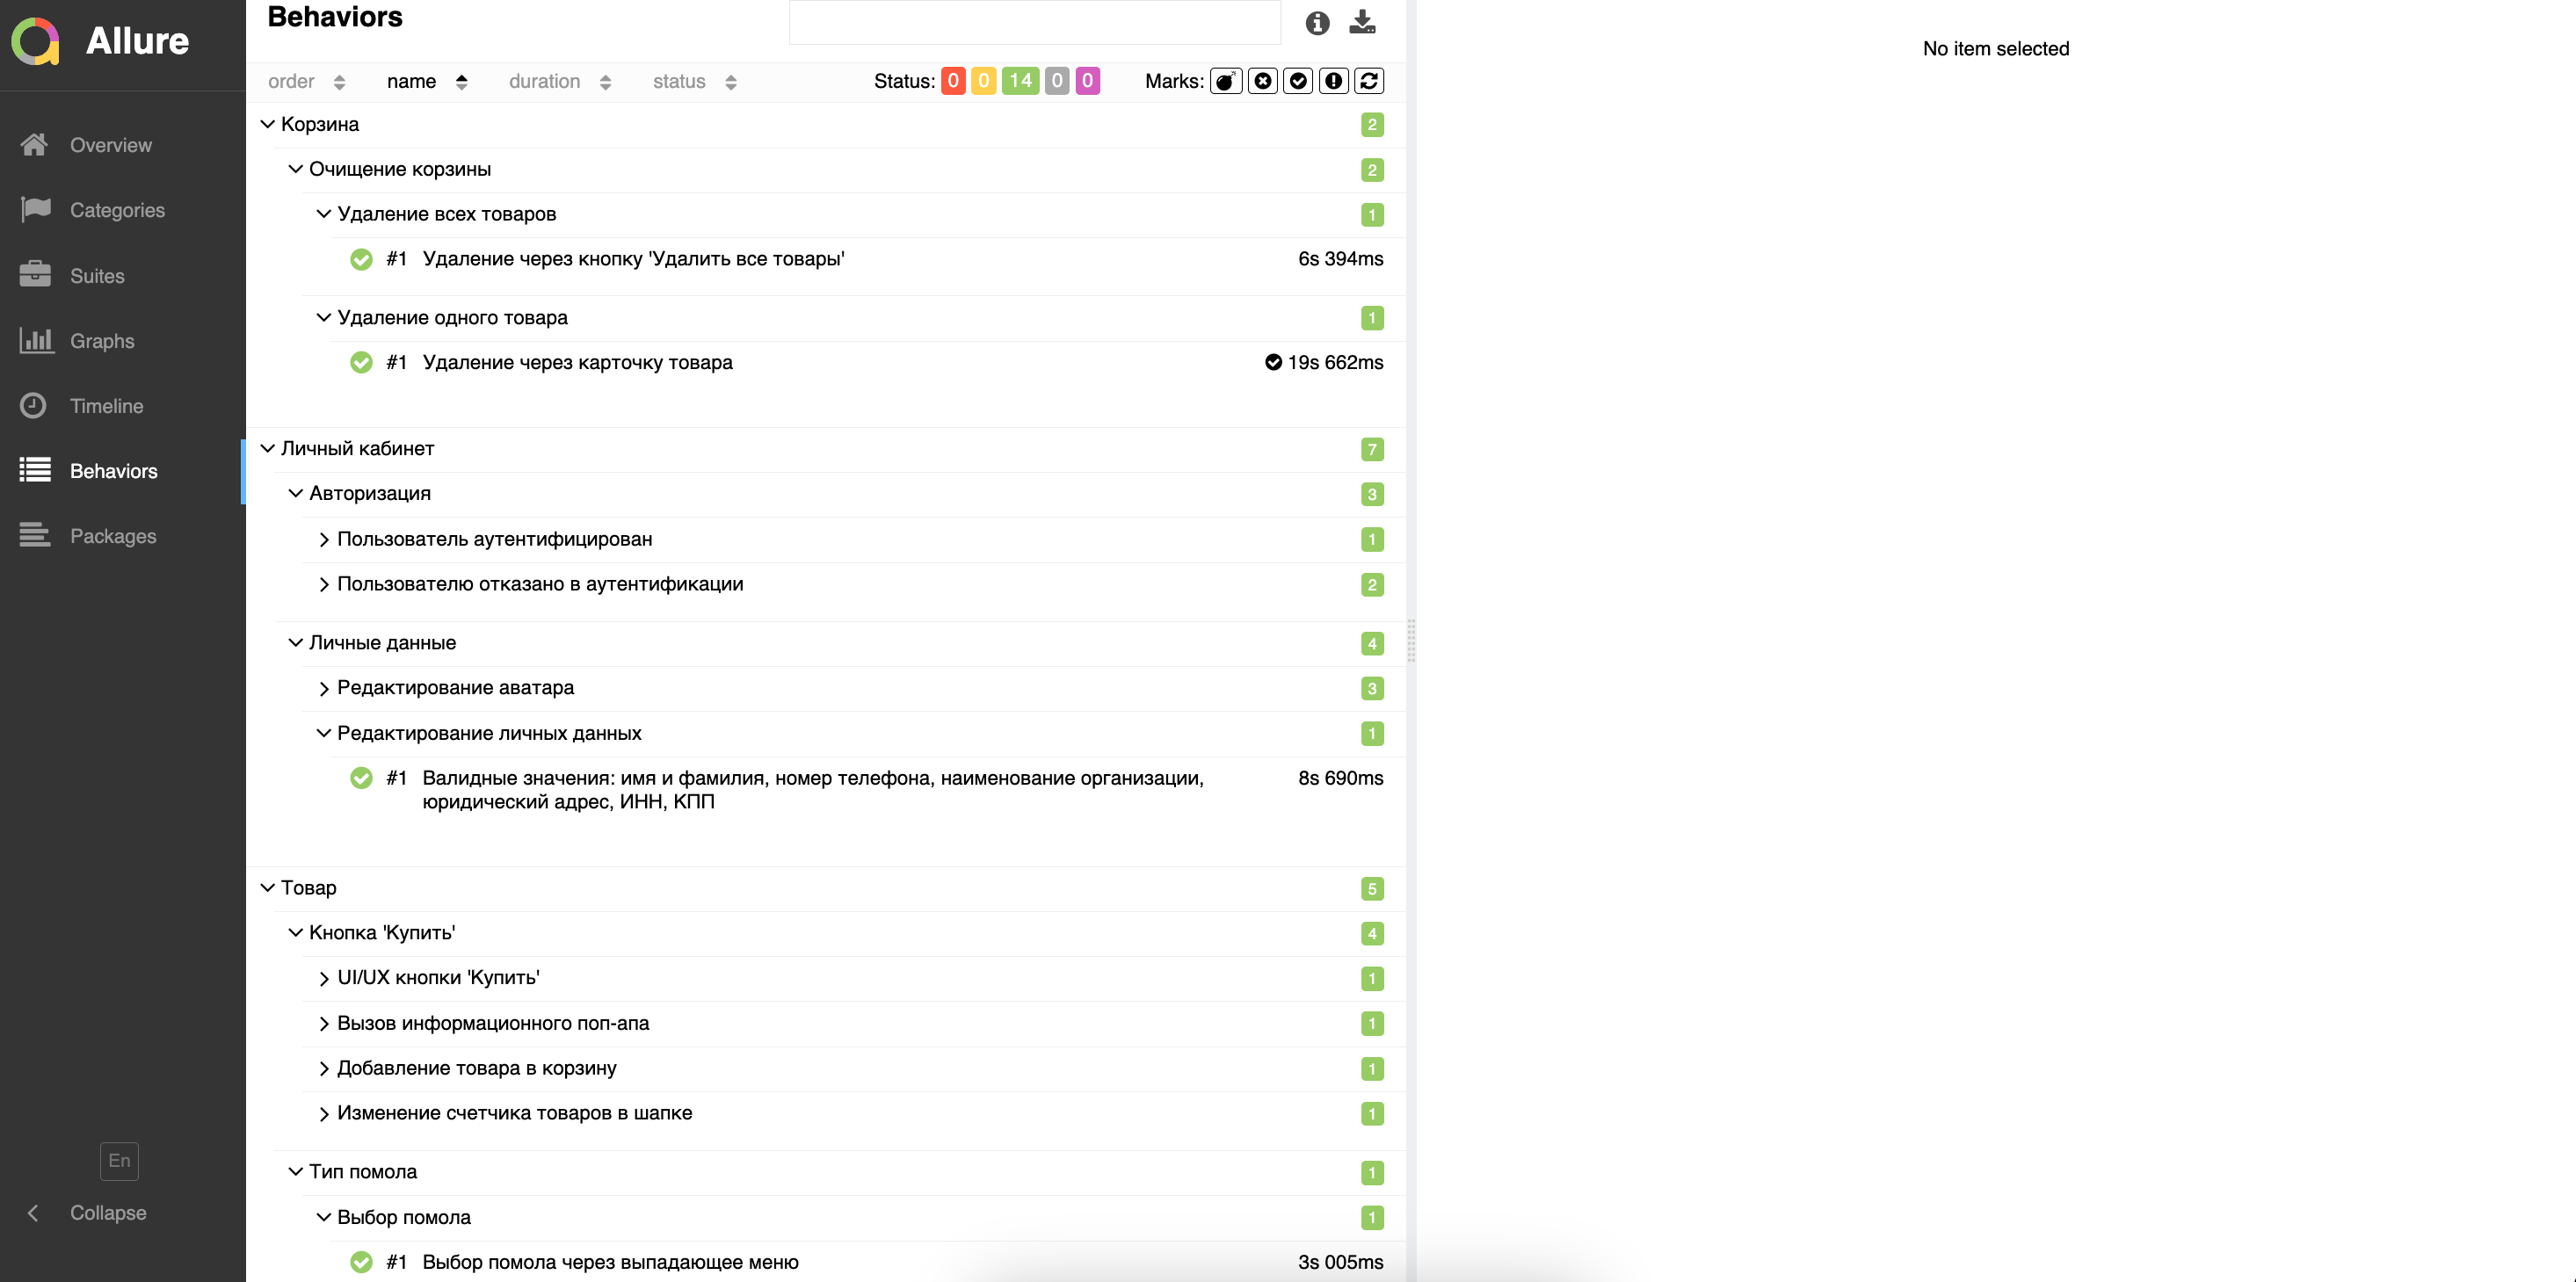 Allure
Overview
Categories
Suites
Graphs
Timeline
Behaviors
Packages
En
Collapse
Behaviors
order name duration status Status: 0 0 14 0 0 Marks:
Корзина 2
Очищение корзины 2
Удаление всех товаров 1
#1 Удаление через кнопку 'Удалить все товары' 6s 394ms
Удаление одного товара 1
#1 Удаление через карточку товара 19s 662ms
Личный кабинет 7
Авторизация 3
Пользователь аутентифицирован 1
Пользователю отказано в аутентификации 2
Личные данные 4
Редактирование аватара 3
Редактирование личных данных 1
#1 Валидные значения: имя и фамилия, номер телефона, наименование организации, 8s 690ms
юридический адрес, ИНН, КПП
Товар 5
Кнопка 'Купить' 4
UI/UX кнопки 'Купить' 1
Вызов информационного поп-апа 1
Добавление товара в корзину 1
Изменение счетчика товаров в шапке 1
Тип помола 1
Выбор помола 1
#1 Выбор помола через выпадающее меню 3s 005ms
No item selected